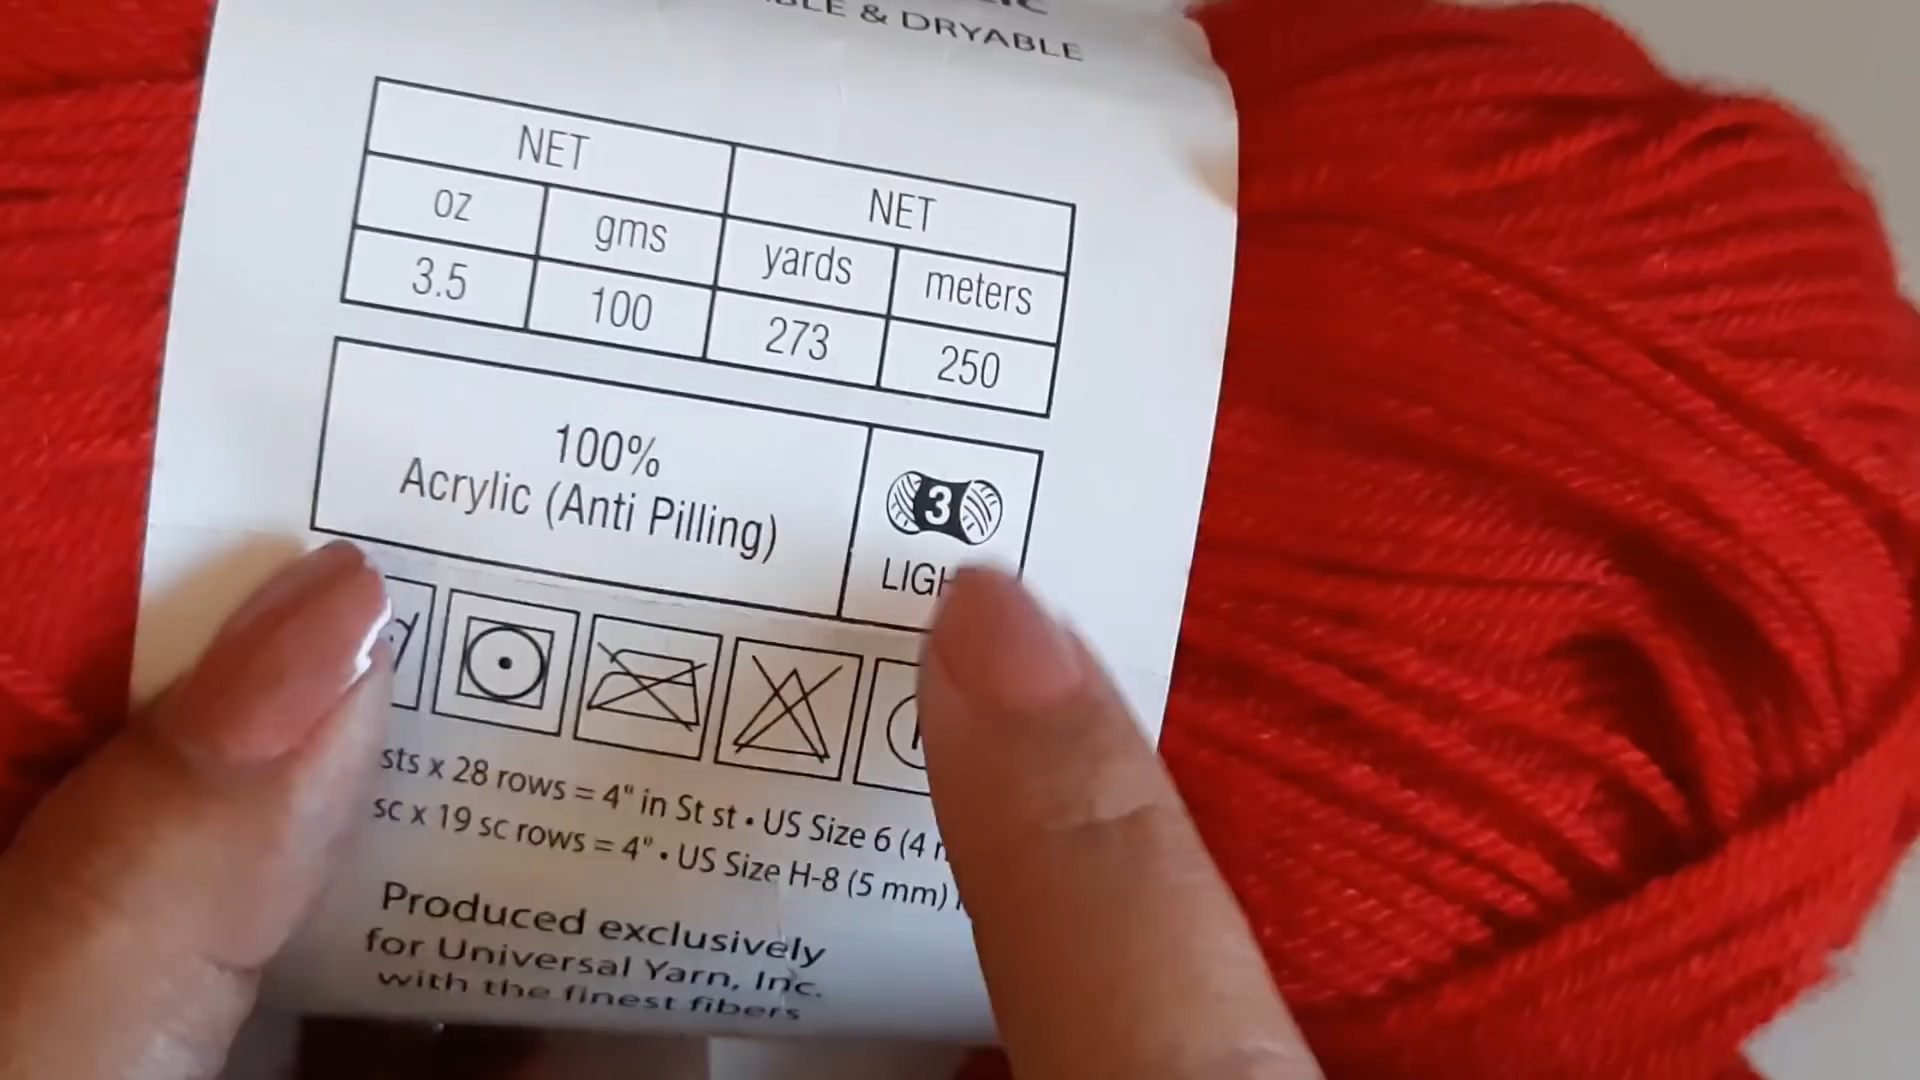 & DRYABLE
NET NET
oz gms yards meters
3.5 100 273 250
100%
Acrylic (Anti Pilling)
3
sts x 28 rows = 4" in St st • US Size 6 (4
sc x 19 sc rows = 4" • US Size H-8 (5 mm)
Produced exclusively
for Universal Yarn, Inc.
with the finest fibers